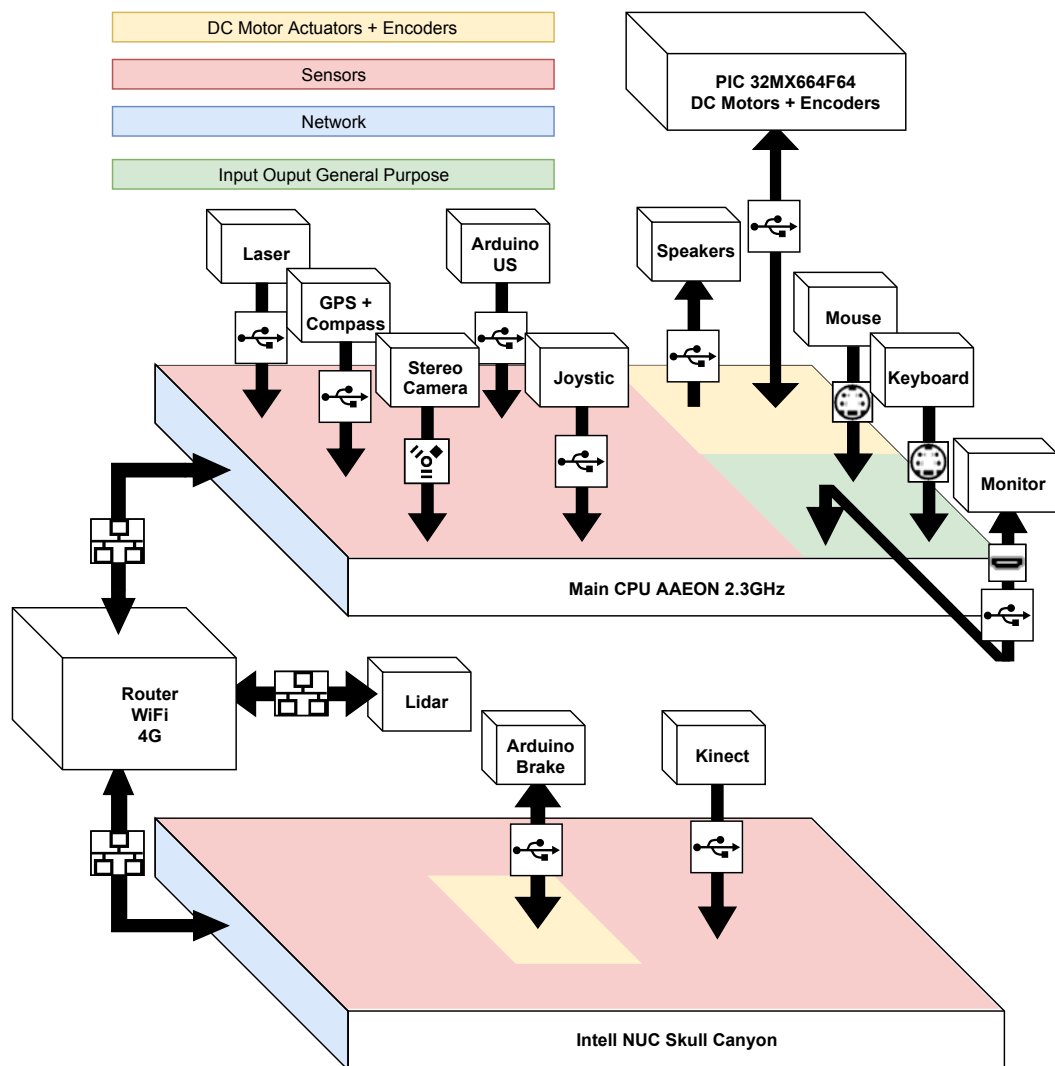 DC Motor Actuators + Encoders
Sensors
Network
Input Ouput General Purpose
PIC 32MX664F64
DC Motors + Encoders
Laser
GPS +
Compass
Arduino
US
Stereo
Camera
Joystic
Speakers
Mouse
Keyboard
Monitor
Main CPU AAEON 2.3GHz
Router
WiFi
4G
Lidar
Arduino
Brake
Kinect
Intell NUC Skull Canyon